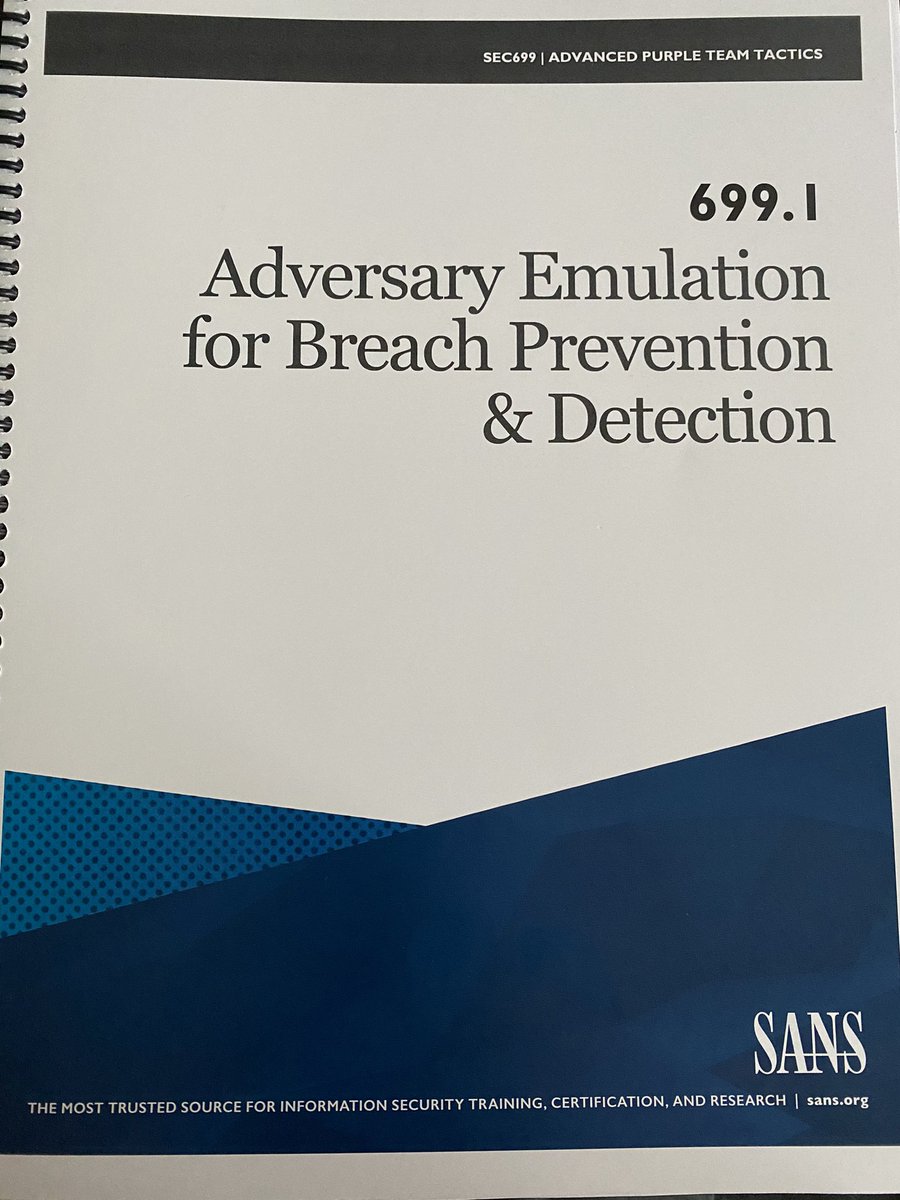 SEC699 | ADVANCED PURPLE TEAM TACTICS
699.1
Adversary Emulation
for Breach Prevention
& Detection
SANS
THE MOST TRUSTED SOURCE FOR INFORMATION SECURITY TRAINING, CERTIFICATION, AND RESEARCH | sans.org